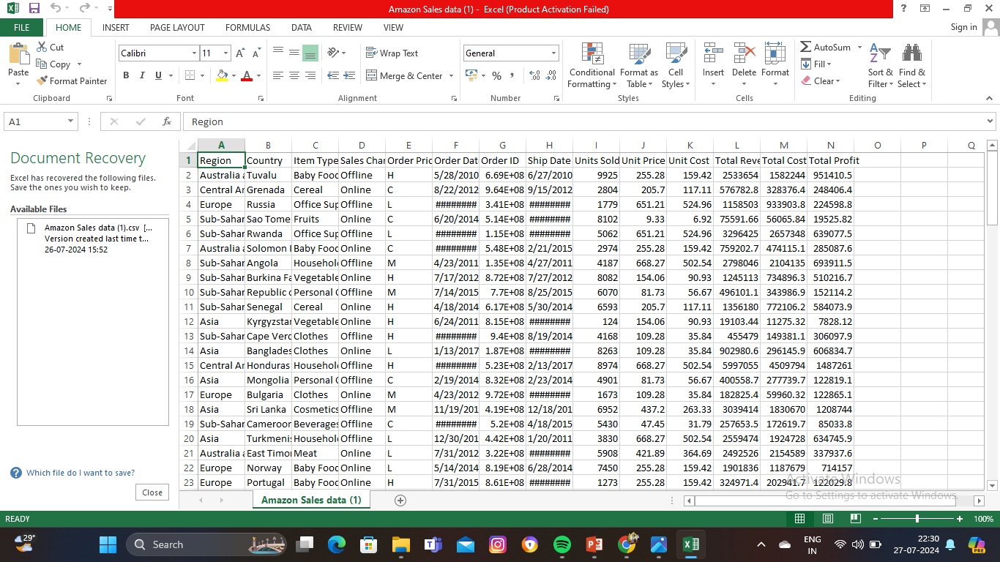 Amazon Sales data (1) - Excel (Product Activation Failed)
FILE HOME INSERT PAGE LAYOUT FORMULAS DATA REVIEW VIEW Sign in
Paste Cut Copy Format Painter Clipboard
Calibri 11 B I U A Font
Wrap Text Merge & Center Alignment
General % , Number
Conditional Formatting Format as Table Cell Styles Styles
Insert Delete Format Cells
AutoSum Fill Clear Sort & Filter Find & Select Editing
A1 fx Region
Document Recovery
Excel has recovered the following files.
Save the ones you wish to keep.
Available Files
Amazon Sales data (1).csv [...
Version created last time t...
26-07-2024 15:52
Which file do I want to save?
Close
A B C D E F G H I J K L M N O P Q
1 Region Country Item Type Sales Char Order Pric Order Dat Order ID Ship Date Units Sold Unit Price Unit Cost Total Reve Total Cost Total Profit
2 Australia a Tuvalu Baby Food Offline H 5/28/2010 6.69E+08 6/27/2010 9925 255.28 159.42 2533654 1582244 951410.5
3 Central Ar Grenada Cereal Online C 8/22/2012 9.64E+08 9/15/2012 2804 205.7 117.11 576782.8 328376.4 248406.4
4 Europe Russia Office Sup Offline L ######## 3.41E+08 ######## 1779 651.21 524.96 1158503 933903.8 224598.8
5 Sub-Sahar Sao Tome Fruits Online C 6/20/2014 5.14E+08 ######## 8102 9.33 6.92 75591.66 56065.84 19525.82
6 Sub-Sahar Rwanda Office Sup Offline L ######## 1.15E+08 ######## 5062 651.21 524.96 3296425 2657348 639077.5
7 Australia a Solomon I Baby Food Online C ######## 5.48E+08 2/21/2015 2974 255.28 159.42 759202.7 474115.1 285087.6
8 Sub-Sahar Angola Househol Offline M 4/23/2011 1.35E+08 4/27/2011 4187 668.27 502.54 2798046 2104135 693911.5
9 Sub-Sahar Burkina Fa Vegetable Online H 7/17/2012 8.72E+08 7/27/2012 8082 154.06 90.93 1245113 734896.3 510216.7
10 Sub-Sahar Republic o Personal C Offline M 7/14/2015 7.7E+08 8/25/2015 6070 81.73 56.67 496101.1 343986.9 152114.2
11 Sub-Sahar Senegal Cereal Online H 4/18/2014 6.17E+08 5/30/2014 6593 205.7 117.11 1356180 772106.2 584073.9
12 Asia Kyrgyzstar Vegetable Online H 6/24/2011 8.15E+08 ######## 124 154.06 90.93 19103.44 11275.32 7828.12
13 Sub-Sahar Cape Verd Clothes Offline H ######## 9.4E+08 8/19/2014 4168 109.28 35.84 455479 149381.1 306097.9
14 Asia Banglades Clothes Online L 1/13/2017 1.87E+08 ######## 8263 109.28 35.84 902980.6 296145.9 606834.7
15 Central Ar Honduras Househol Offline H ######## 5.23E+08 2/13/2017 8974 668.27 502.54 5997055 4509794 1487261
16 Asia Mongolia Personal C Offline C 2/19/2014 8.32E+08 2/23/2014 4901 81.73 56.67 400558.7 277739.7 122819.1
17 Europe Bulgaria Clothes Online M 4/23/2012 9.72E+08 ######## 1673 109.28 35.84 182825.4 59960.32 122865.1
18 Asia Sri Lanka Cosmetics Offline M 11/19/201 4.19E+08 12/18/201 6952 437.2 263.33 3039414 1830670 1208744
19 Sub-Sahar Cameroor Beverages Offline C ######## 5.2E+08 4/18/2015 5430 47.45 31.79 257653.5 172619.7 85033.8
20 Asia Turkmeni Househol Offline L 12/30/201 4.42E+08 1/20/2011 3830 668.27 502.54 2559474 1924728 634745.9
21 Australia a East Timo Meat Online L 7/31/2012 3.22E+08 ######## 5908 421.89 364.69 2492526 2154589 337937.6
22 Europe Norway Baby Food Online L 5/14/2014 8.19E+08 6/28/2014 7450 255.28 159.42 1901836 1187679 714157
23 Europe Portugal Baby Food Online H 7/31/2015 8.61E+08 ######## 1273 255.28 159.42 324971.4 202941.7 122029.8
Activate Windows
Go to Settings to activate Windows.
Amazon Sales data (1)
READY 100%
29° Search ENG IN 22:30 27-07-2024 PRE